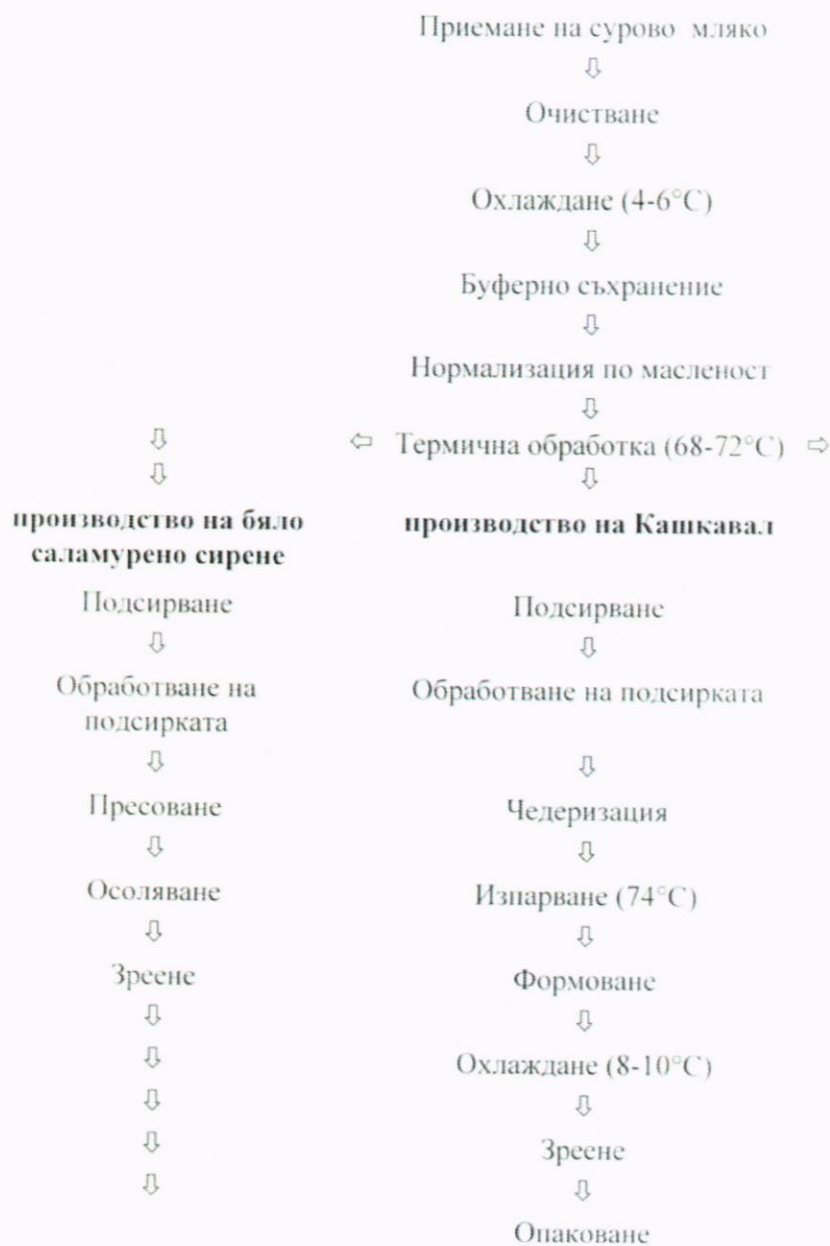 Приемане на сурово мляко
⇩
Очистване
⇩
Охлаждане (4-6°C)
⇩
Буферно съхранение
⇩
Нормализация по масленост
⇩
⇦ Термична обработка (68-72°C) ⇨
⇩
⇩
производство на бяло
саламурено сирене
Подсирване
⇩
Обработване на
подсирката
⇩
Пресоване
⇩
Осоляване
⇩
Зреене
⇩
⇩
⇩
⇩
⇩
⇩
производство на Кашкавал
Подсирване
⇩
Обработване на подсирката
⇩
Чедеризация
⇩
Изпарване (74°C)
⇩
Формоване
⇩
Охлаждане (8-10°C)
⇩
Зреене
⇩
Опаковане